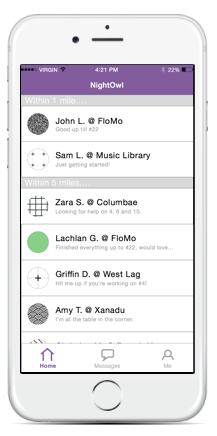 VIRGIN 4:21 PM 22%
NightOwl
Within 1 mile....
John L. @ FloMo
Good up till #22
Sam L. @ Music Library
Just getting started!
Within 5 miles....
Zara S. @ Columbae
Looking for help on 4, 6 and 10.
Lachlan G. @ FloMo
Finished everything up to #22, would love...
Griffin D. @ West Lag
Hit me up if you're working on #4!
Amy T. @ Xanadu
I'm at the table in the corner.
Home Messages Me